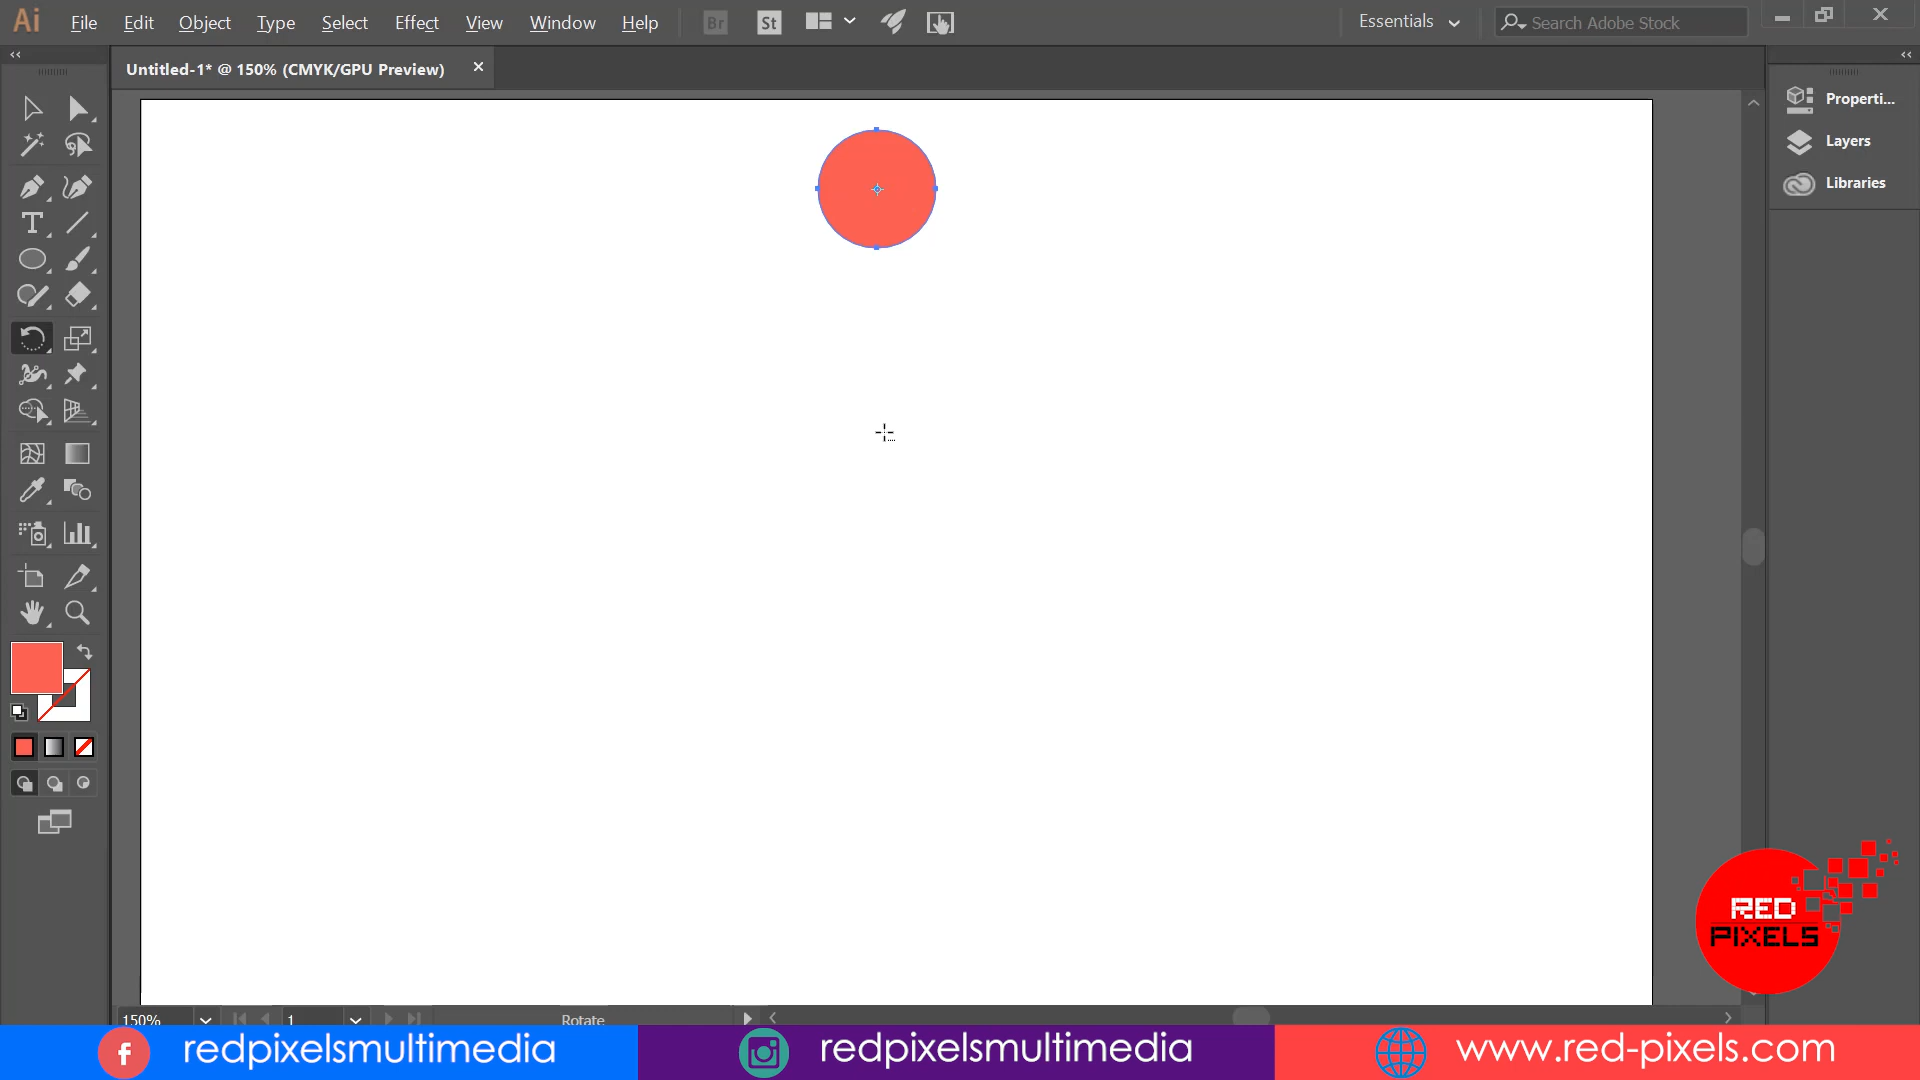 Ai File Edit Object Type Select Effect View Window Help Br St Essentials Search Adobe Stock
Untitled-1* @ 150% (CMYK/GPU Preview)
Properti...
Layers
Libraries
RED
PIXELS
150% 1 Rotate
redpixelsmultimedia redpixelsmultimedia www.red-pixels.com